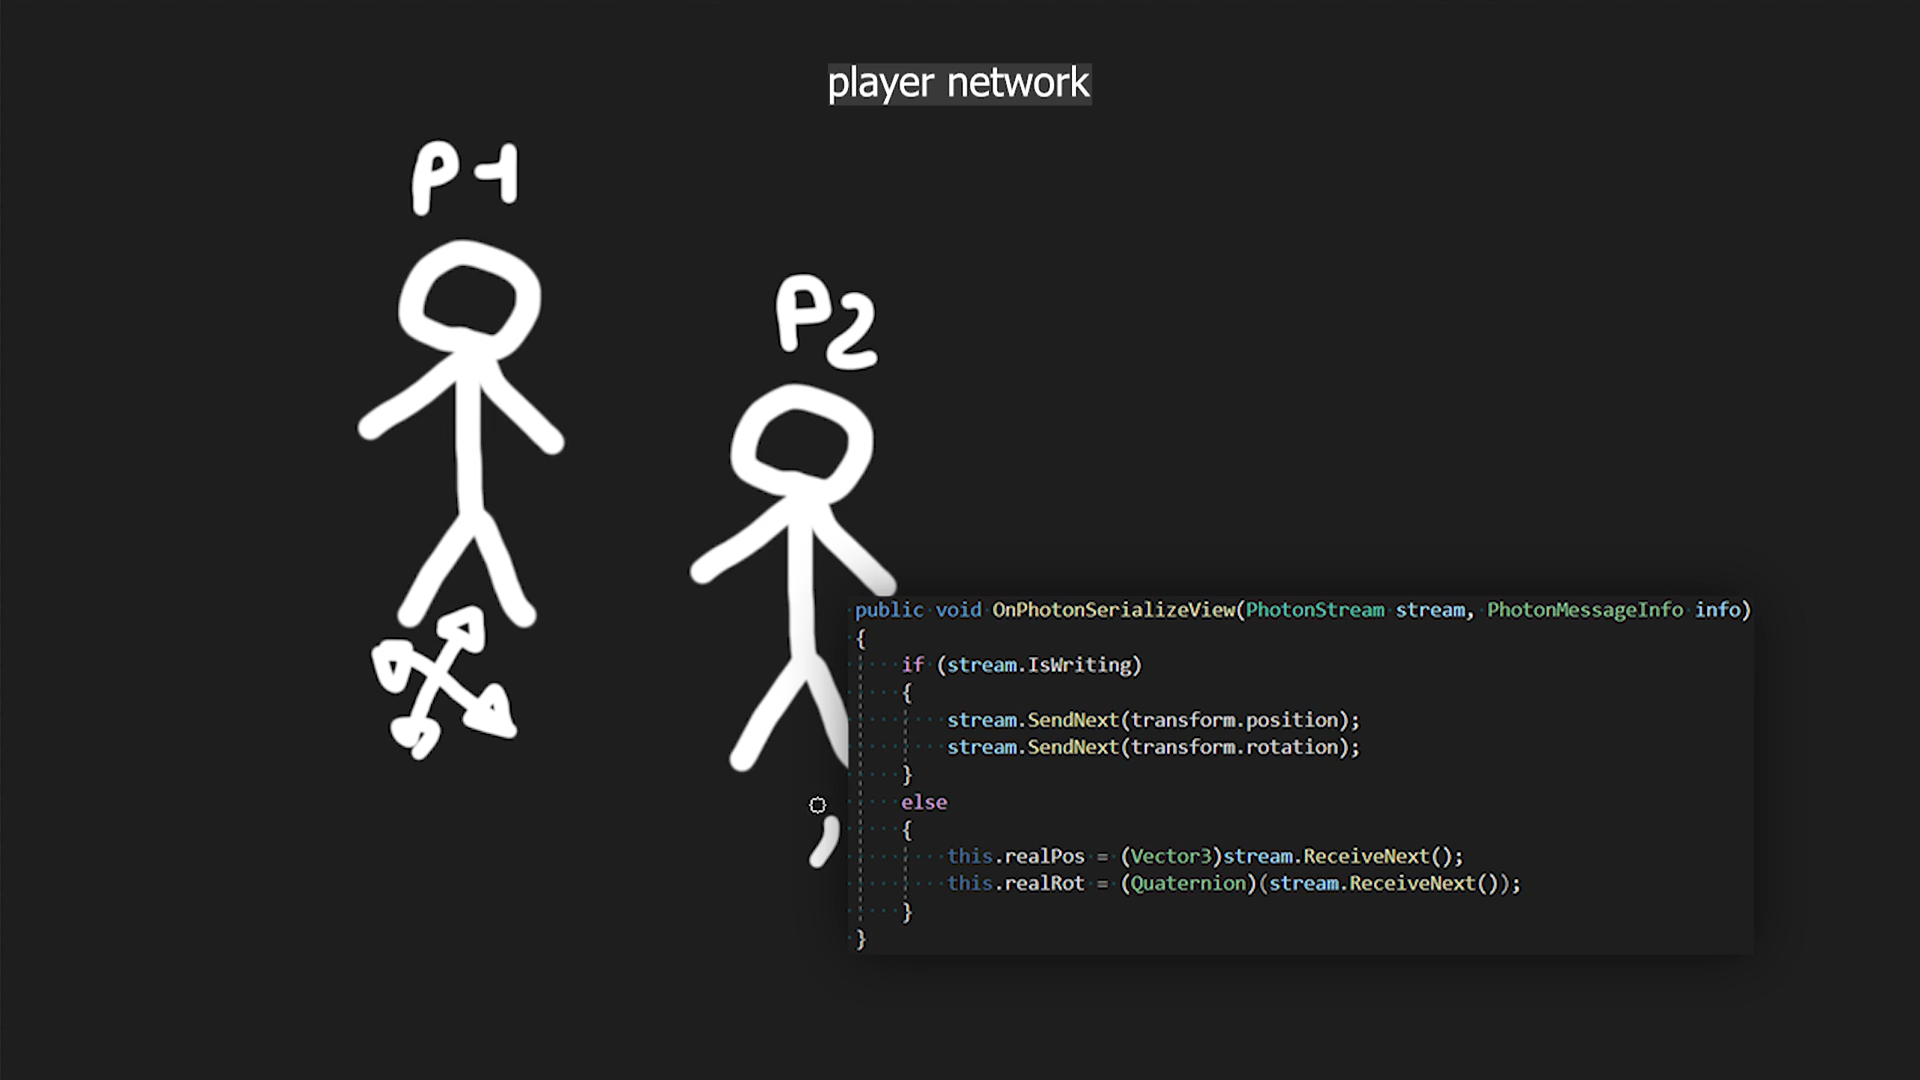 player network
P1
P2
public void OnPhotonSerializeView(PhotonStream stream, PhotonMessageInfo info)
{
if (stream.IsWriting)
{
stream.SendNext(transform.position);
stream.SendNext(transform.rotation);
}
else
{
this.realPos = (Vector3)stream.ReceiveNext();
this.realRot = (Quaternion)(stream.ReceiveNext());
}
}